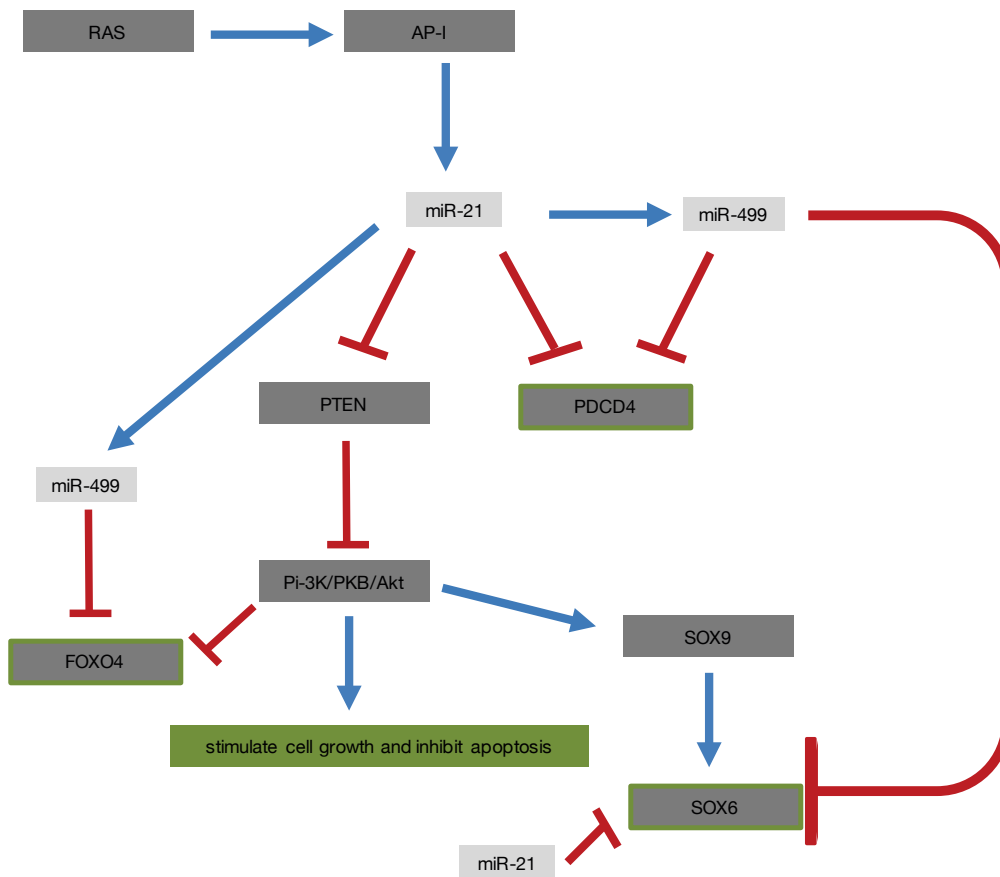 RAS
AP-I
miR-21
miR-499
PTEN
PDCD4
miR-499
Pi-3K/PKB/Akt
SOX9
FOXO4
stimulate cell growth and inhibit apoptosis
SOX6
miR-21